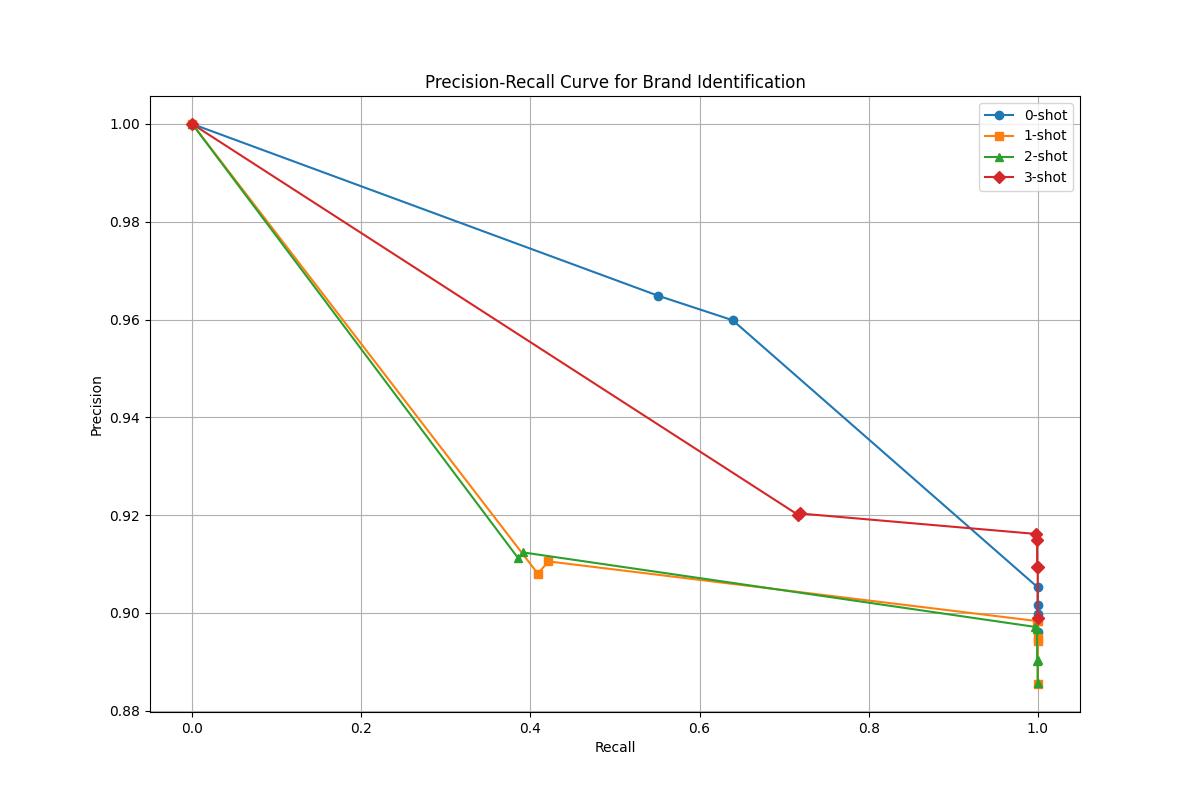 Precision-Recall Curve for Brand Identification
0-shot
1-shot
2-shot
3-shot
1.00
0.98
0.96
0.94
0.92
0.90
0.88
Precision
0.0 0.2 0.4 0.6 0.8 1.0
Recall